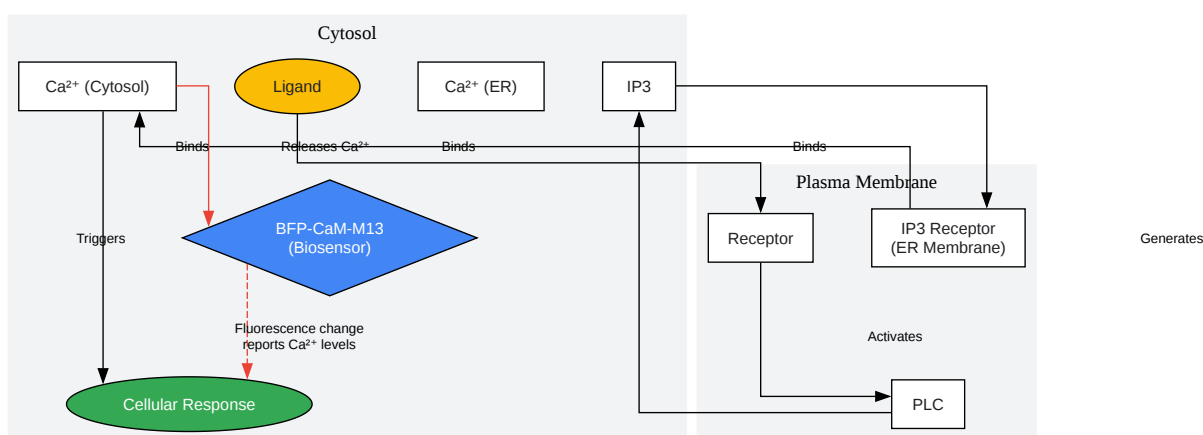 Cytosol
Ca²⁺ (Cytosol)
Ligand
Ca²⁺ (ER)
IP3
Binds
Releases Ca²⁺
Binds
Binds
Plasma Membrane
BFP-CaM-M13
(Biosensor)
Triggers
Receptor
IP3 Receptor
(ER Membrane)
Generates
Fluorescence change
reports Ca²⁺ levels
Activates
Cellular Response
PLC